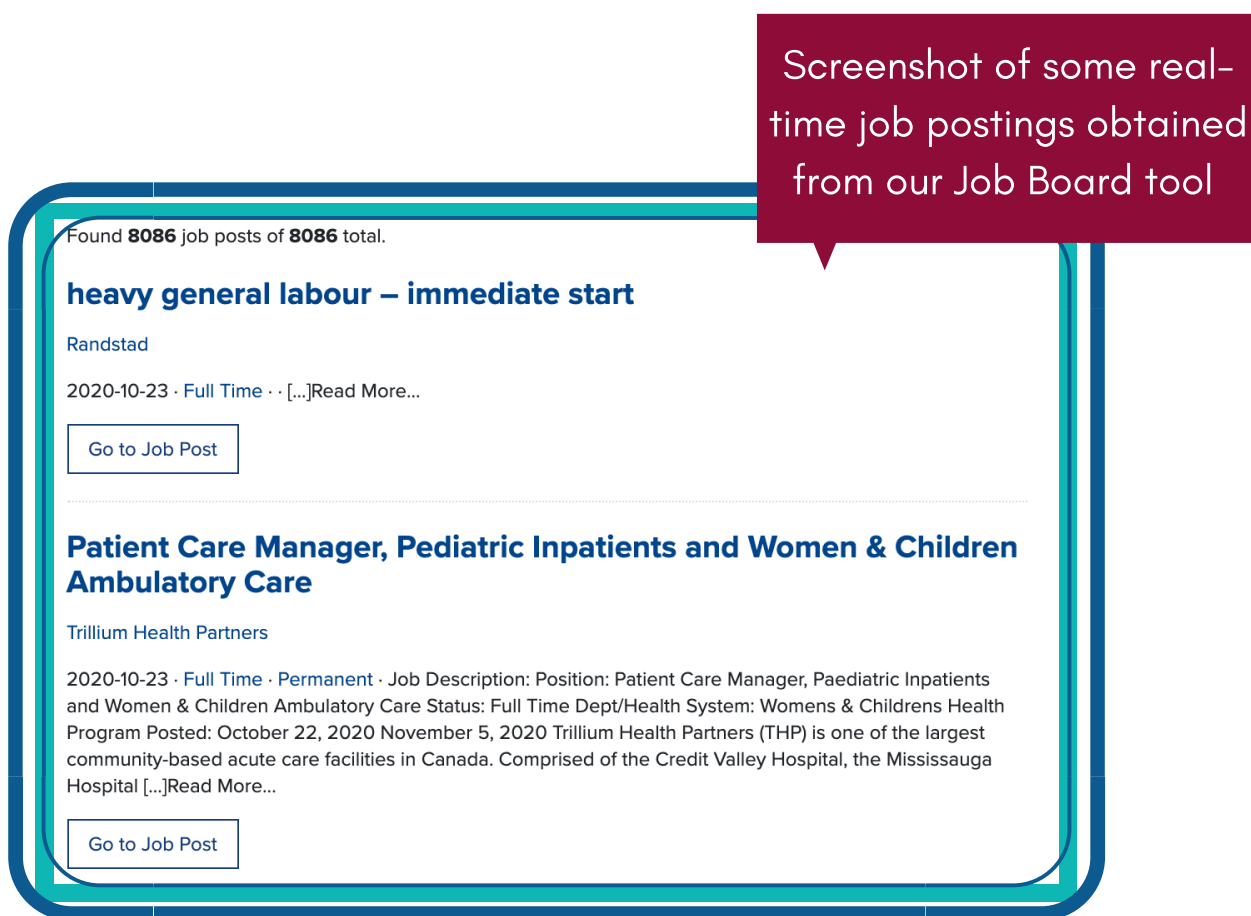 Screenshot of some real-
time job postings obtained
from our Job Board tool
Found 8086 job posts of 8086 total.
heavy general labour – immediate start
Randstad
2020-10-23 · Full Time · · [...]Read More...
Go to Job Post
Patient Care Manager, Pediatric Inpatients and Women & Children
Ambulatory Care
Trillium Health Partners
2020-10-23 · Full Time · Permanent · Job Description: Position: Patient Care Manager, Paediatric Inpatients
and Women & Children Ambulatory Care Status: Full Time Dept/Health System: Womens & Childrens Health
Program Posted: October 22, 2020 November 5, 2020 Trillium Health Partners (THP) is one of the largest
community-based acute care facilities in Canada. Comprised of the Credit Valley Hospital, the Mississauga
Hospital [...]Read More...
Go to Job Post